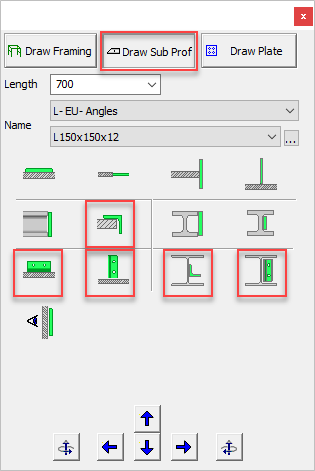 x
Draw Framing Draw Sub Prof Draw Plate
Length 700
L- EU- Angles
Name
L150x150x12 ...